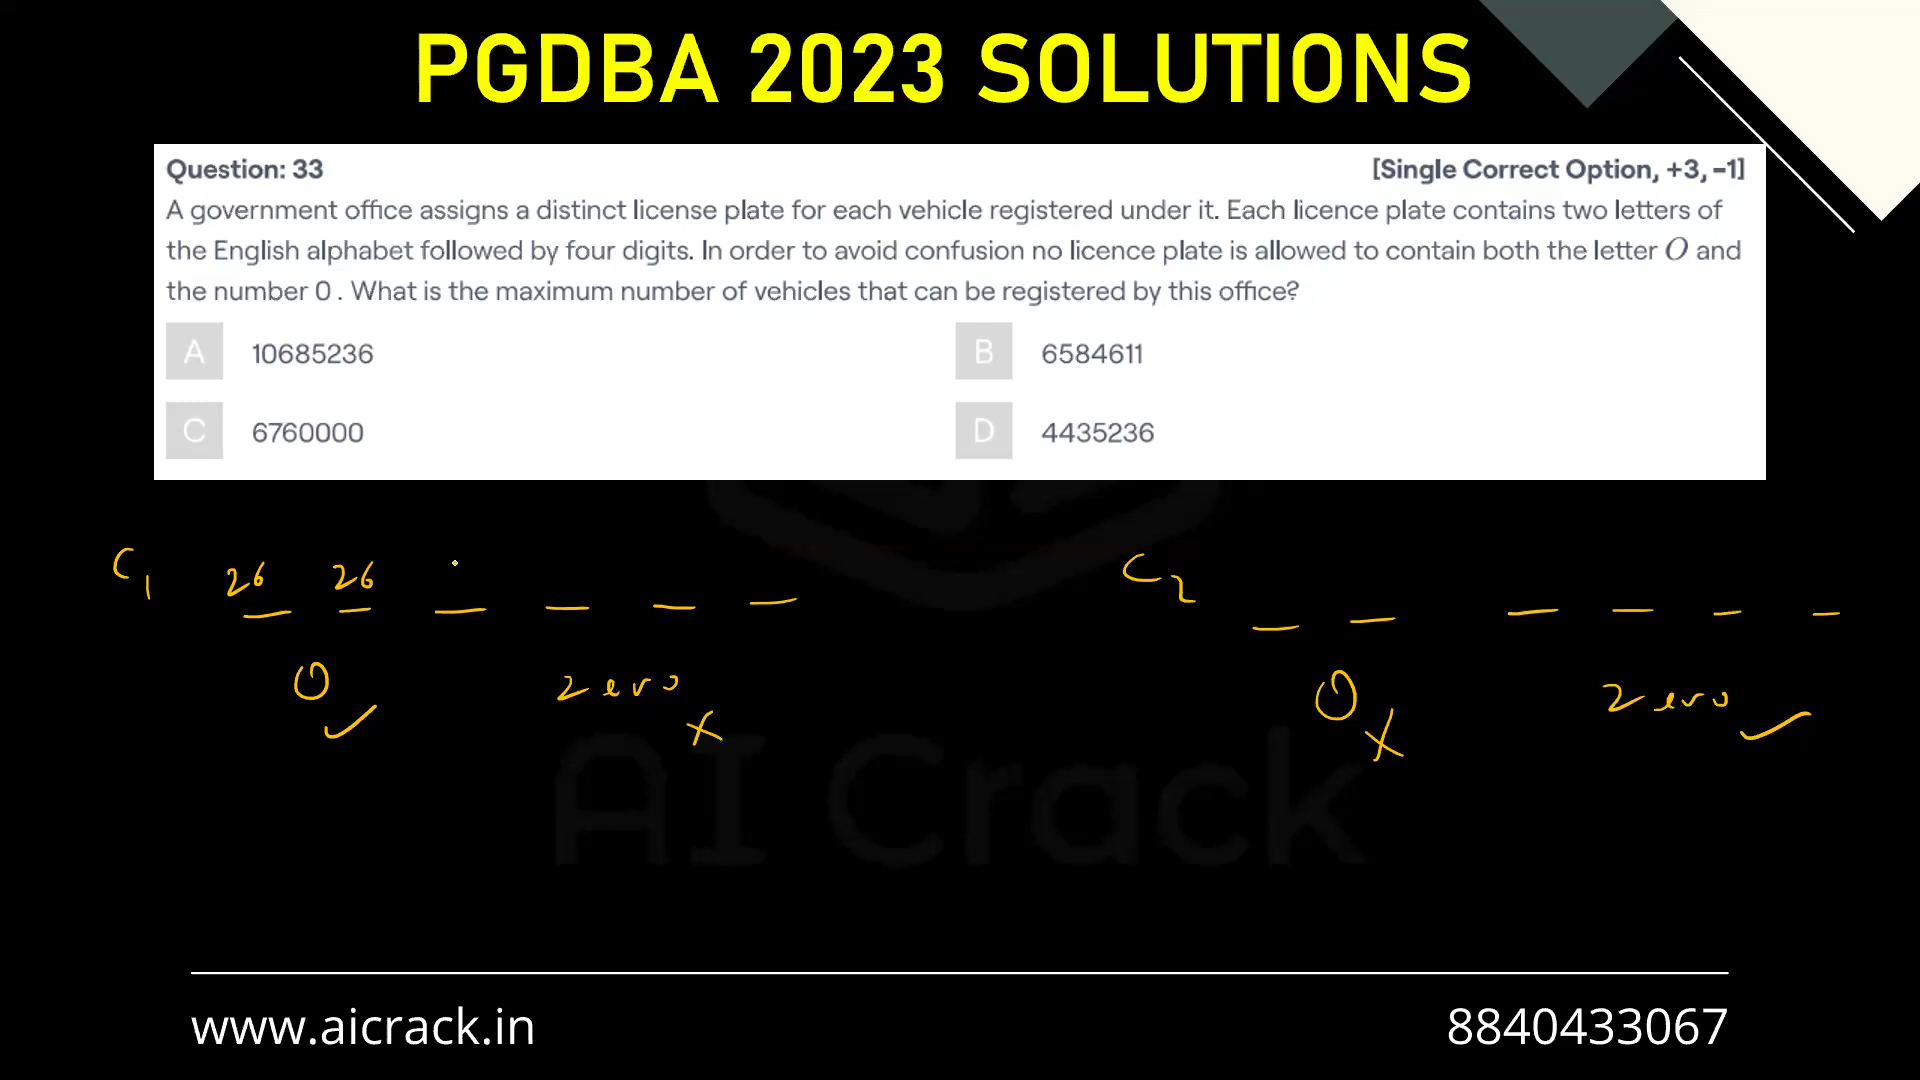 PGDBA 2023 SOLUTIONS
Question: 33 [Single Correct Option, +3, -1]
A government office assigns a distinct license plate for each vehicle registered under it. Each licence plate contains two letters of
the English alphabet followed by four digits. In order to avoid confusion no licence plate is allowed to contain both the letter O and
the number 0 . What is the maximum number of vehicles that can be registered by this office?
A 10685236 B 6584611
C 6760000 D 4435236
C1 26 26 C2
O zero O zero
AI Crack
www.aicrack.in 8840433067